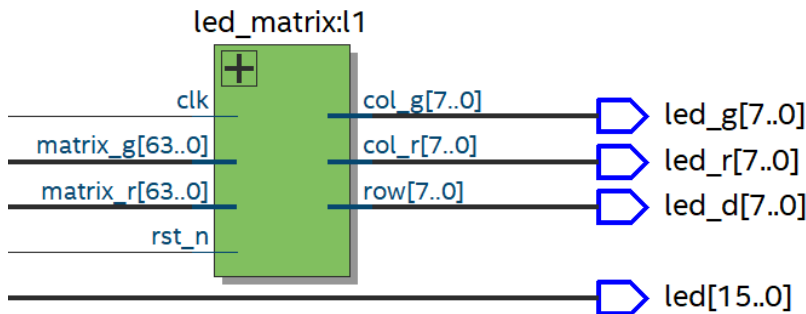 led_matrix:l1
clk
col_g[7..0]
led_g[7..0]
matrix_g[63..0]
col_r[7..0]
led_r[7..0]
matrix_r[63..0]
row[7..0]
led_d[7..0]
rst_n
led[15..0]